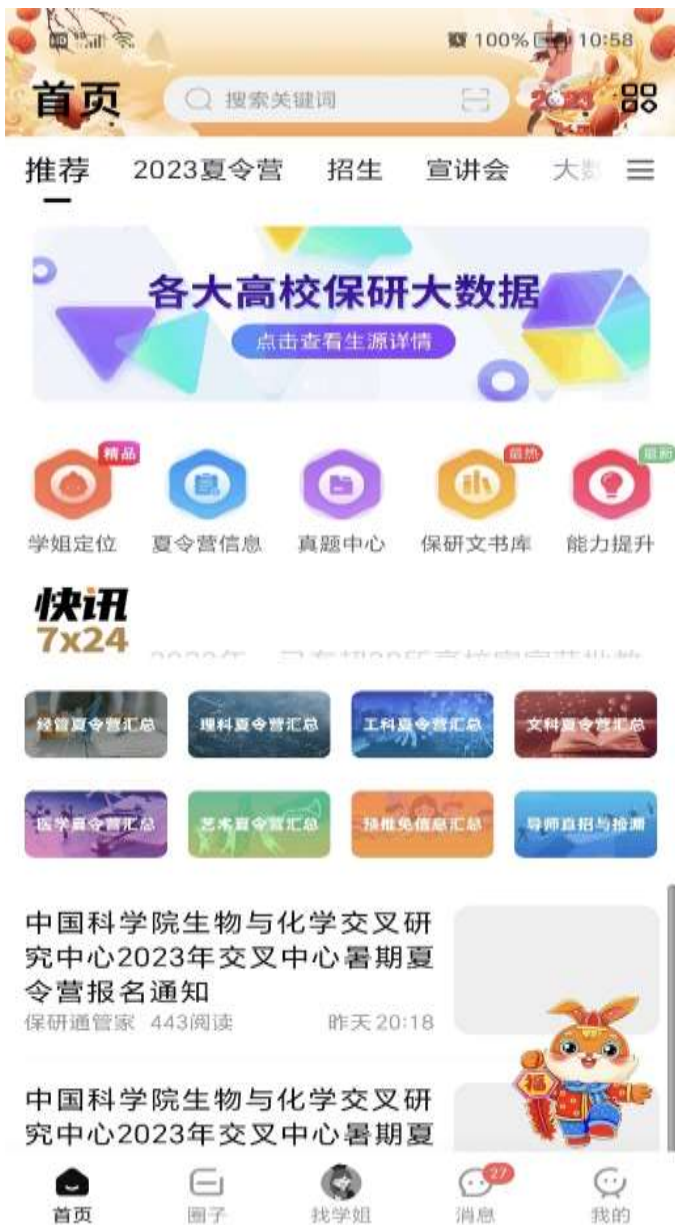 HD 100% 10:58
首页 搜索关键词 2023
推荐 2023夏令营 招生 宣讲会 大数
各大高校保研大数据
点击查看生源详情
精品 最热 最新
学姐定位 夏令营信息 真题中心 保研文书库 能力提升
快讯
7x24
经管夏令营汇总 理科夏令营汇总 工科夏令营汇总 文科夏令营汇总
医学夏令营汇总 艺术夏令营汇总 预推免信息汇总 导师直招与捡漏
中国科学院生物与化学交叉研
究中心2023年交叉中心暑期夏
令营报名通知
保研通管家 443阅读 昨天20:18
福
中国科学院生物与化学交叉研
究中心2023年交叉中心暑期夏
27
首页 圈子 找学姐 消息 我的